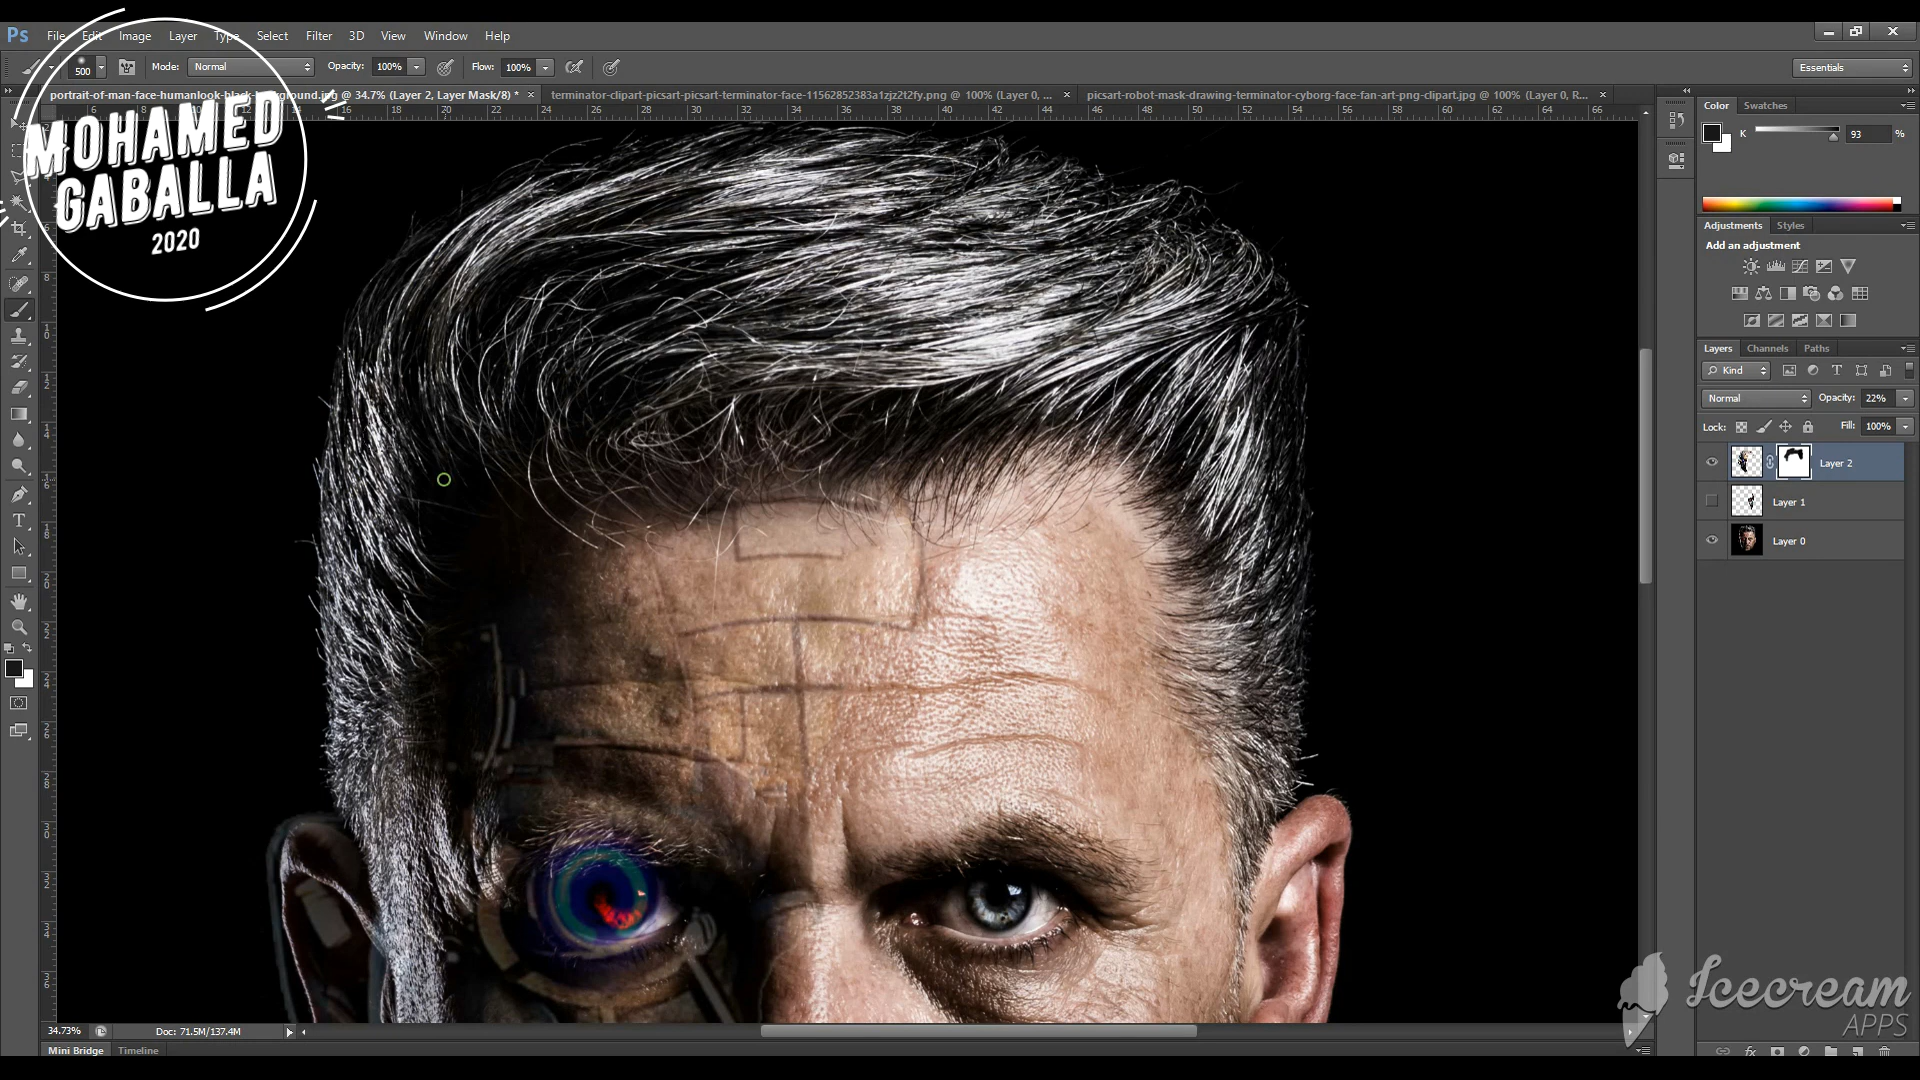 Ps File Edit Image Layer Type Select Filter 3D View Window Help
500 Mode: Normal Opacity: 100% Flow: 100% Essentials
portrait-of-man-face-humanlook-black-background.jpg @ 34.7% (Layer 2, Layer Mask/8) * × terminator-clipart-picsart-picsart-terminator-face-11562852383a1zjz2t2fy.png @ 100% (Layer 0, ... × picsart-robot-mask-drawing-terminator-cyborg-face-fan-art-png-clipart.jpg @ 100% (Layer 0, R... ×
MOHAMED
GABALLA
2020
Color Swatches
K 93 %
Adjustments Styles
Add an adjustment
Layers Channels Paths
Kind
Normal Opacity: 22%
Lock: Fill: 100%
Layer 2
Layer 1
Layer 0
Icecream
APPS
34.73% Doc: 71.5M/137.4M
Mini Bridge Timeline